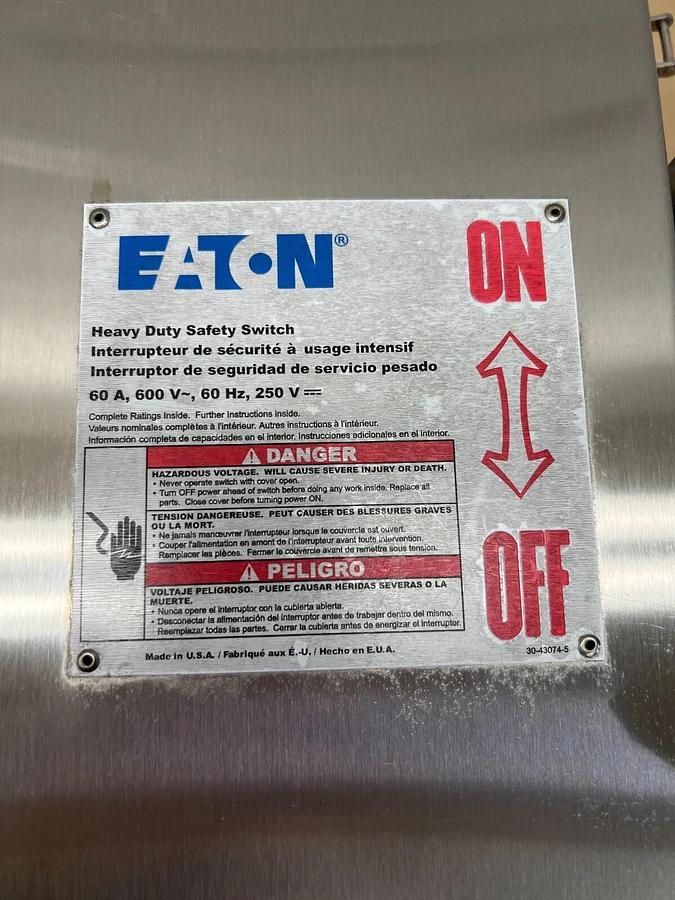 EATON®
ON
Heavy Duty Safety Switch
Interrupteur de sécurité à usage intensif
Interruptor de seguridad de servicio pesado
60 A, 600 V~, 60 Hz, 250 V ⎓
Complete Ratings Inside. Further Instructions Inside.
Valeurs nominales complètes à l'intérieur. Autres instructions à l'intérieur.
Información completa de capacidades en el interior. Instrucciones adicionales en el interior.
⚠ DANGER
HAZARDOUS VOLTAGE. WILL CAUSE SEVERE INJURY OR DEATH.
• Never operate switch with cover open.
• Turn OFF power ahead of switch before doing any work inside. Replace all
parts. Close cover before turning power ON.
TENSION DANGEREUSE. PEUT CAUSER DES BLESSURES GRAVES
OU LA MORT.
• Ne jamais manœuvrer l'interrupteur lorsque le couvercle est ouvert.
• Couper l'alimentation en amont de l'interrupteur avant toute intervention.
Remplacer les pièces. Fermer le couvercle avant de remettre sous tension.
⚠ PELIGRO
VOLTAJE PELIGROSO. PUEDE CAUSAR HERIDAS SEVERAS O LA
MUERTE.
• Nunca opere el interruptor con la cubierta abierta.
• Desconectar la alimentación del interruptor antes de trabajar dentro del mismo.
Reemplazar todas las partes. Cerrar la cubierta antes de energizar el interruptor.
OFF
Made in U.S.A. / Fabriqué aux É.-U. / Hecho en E.U.A.
30-43074-5